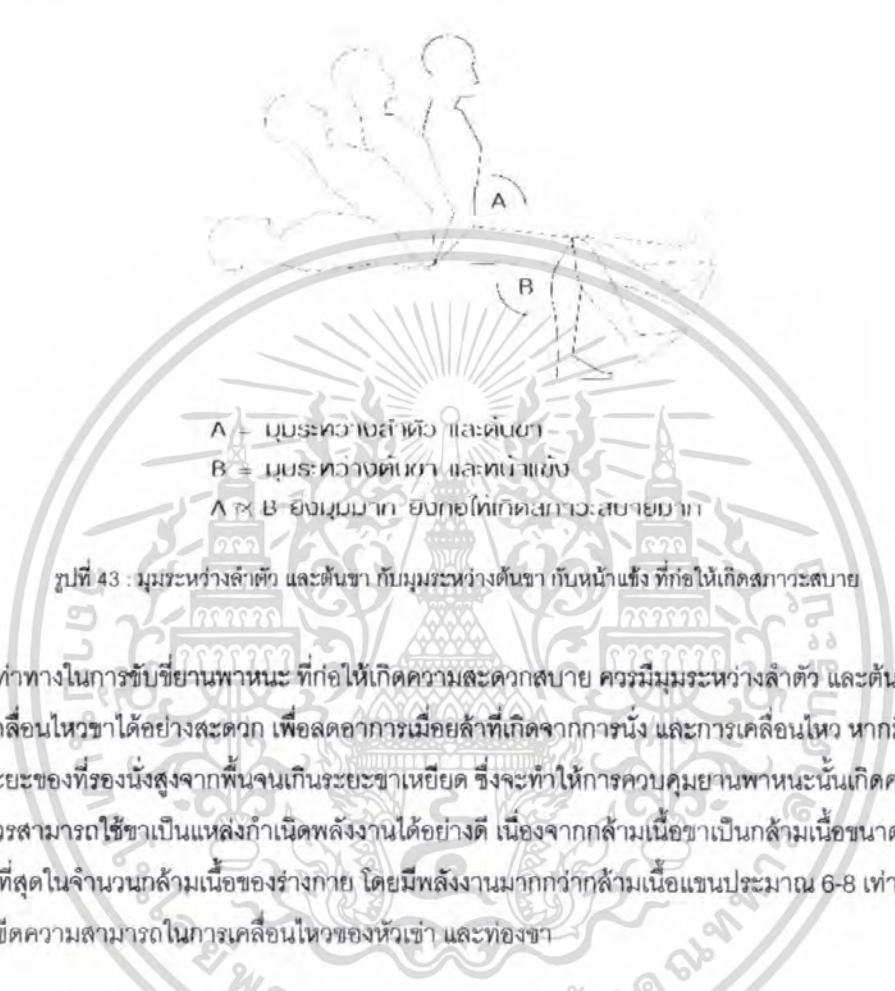 A
B
A = มุมระหว่างลำตัว และต้นขา
B = มุมระหว่างต้นขา และหน้าแข้ง
A ∝ B ยิ่งมุมมาก ยิ่งก่อให้เกิดสภาวะสบายมาก
รูปที่ 43 : มุมระหว่างลำตัว และต้นขา กับมุมระหว่างต้นขา กับหน้าแข้ง ที่ก่อให้เกิดสภาวะสบาย
ท่าทางในการขับขี่ยานพาหนะ ที่ก่อให้เกิดความสะดวกสบาย ควรมีมุมระหว่างลำตัว และต้น
คลื่อนไหวขาได้อย่างสะดวก เพื่อลดอาการเมื่อยล้าที่เกิดจากการนั่ง และการเคลื่อนไหว หากมี
ระยะของที่รองนั่งสูงจากพื้นจนเกินระยะขาเหยียด ซึ่งจะทำให้การควบคุมยานพาหนะนั้นเกิดค
วรสามารถใช้ขาเป็นแหล่งกำเนิดพลังงานได้อย่างดี เนื่องจากกล้ามเนื้อขาเป็นกล้ามเนื้อขนาด
ที่สุดในจำนวนกล้ามเนื้อของร่างกาย โดยมีพลังงานมากกว่ากล้ามเนื้อแขนประมาณ 6-8 เท่า
ขีดความสามารถในการเคลื่อนไหวของหัวเข่า และท่องขา